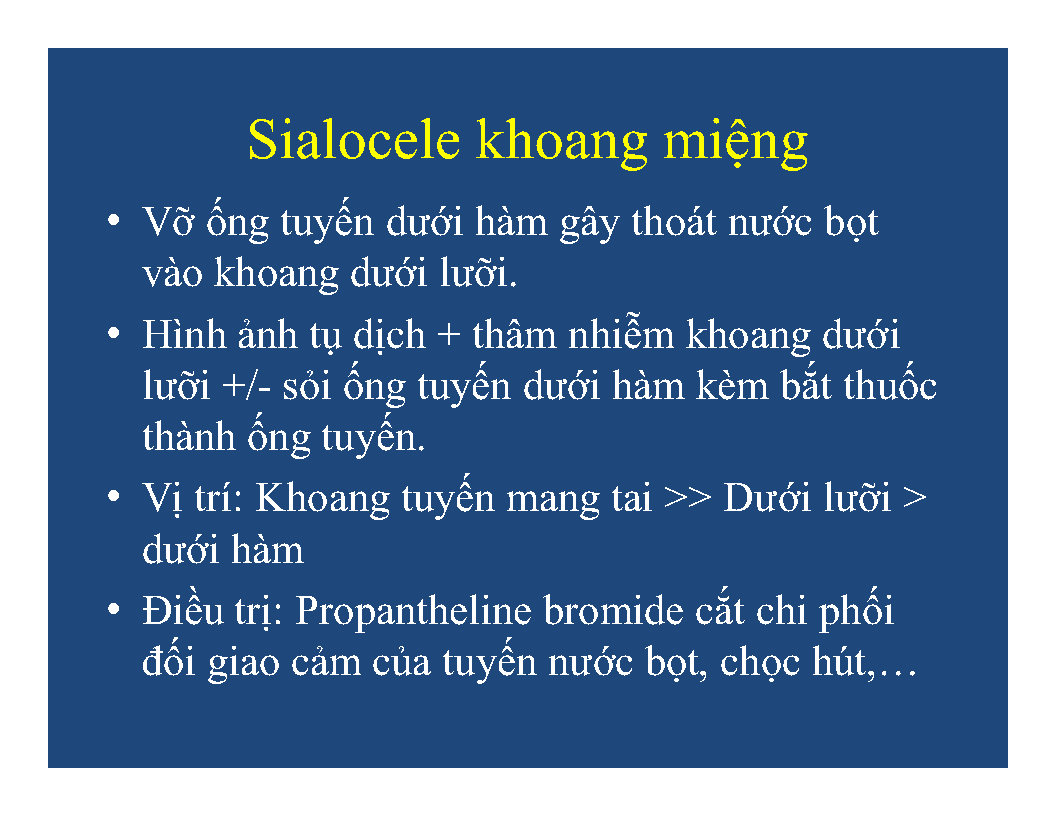 Sialocele khoang miệng
• Vỡ ống tuyến dưới hàm gây thoát nước bọt
vào khoang dưới lưỡi.
• Hình ảnh tụ dịch + thâm nhiễm khoang dưới
lưỡi +/- sỏi ống tuyến dưới hàm kèm bắt thuốc
thành ống tuyến.
• Vị trí: Khoang tuyến mang tai >> Dưới lưỡi >
dưới hàm
• Điều trị: Propantheline bromide cắt chi phối
đối giao cảm của tuyến nước bọt, chọc hút,…